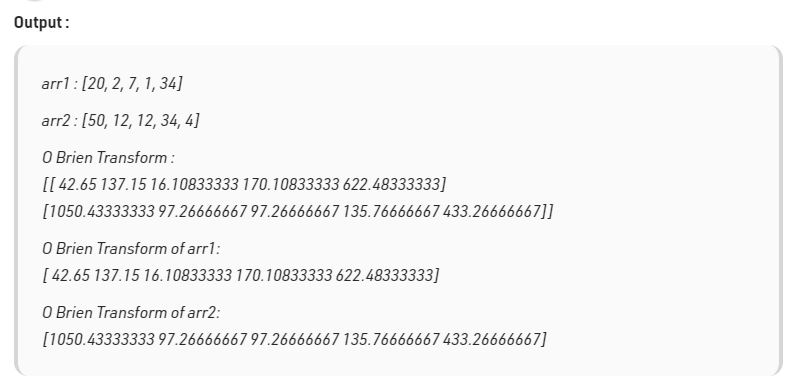 Output :
arr1 : [20, 2, 7, 1, 34]
arr2 : [50, 12, 12, 34, 4]
O Brien Transform :
[[ 42.65 137.15 16.10833333 170.10833333 622.48333333]
[1050.43333333 97.26666667 97.26666667 135.76666667 433.26666667]]
O Brien Transform of arr1:
[ 42.65 137.15 16.10833333 170.10833333 622.48333333]
O Brien Transform of arr2:
[1050.43333333 97.26666667 97.26666667 135.76666667 433.26666667]